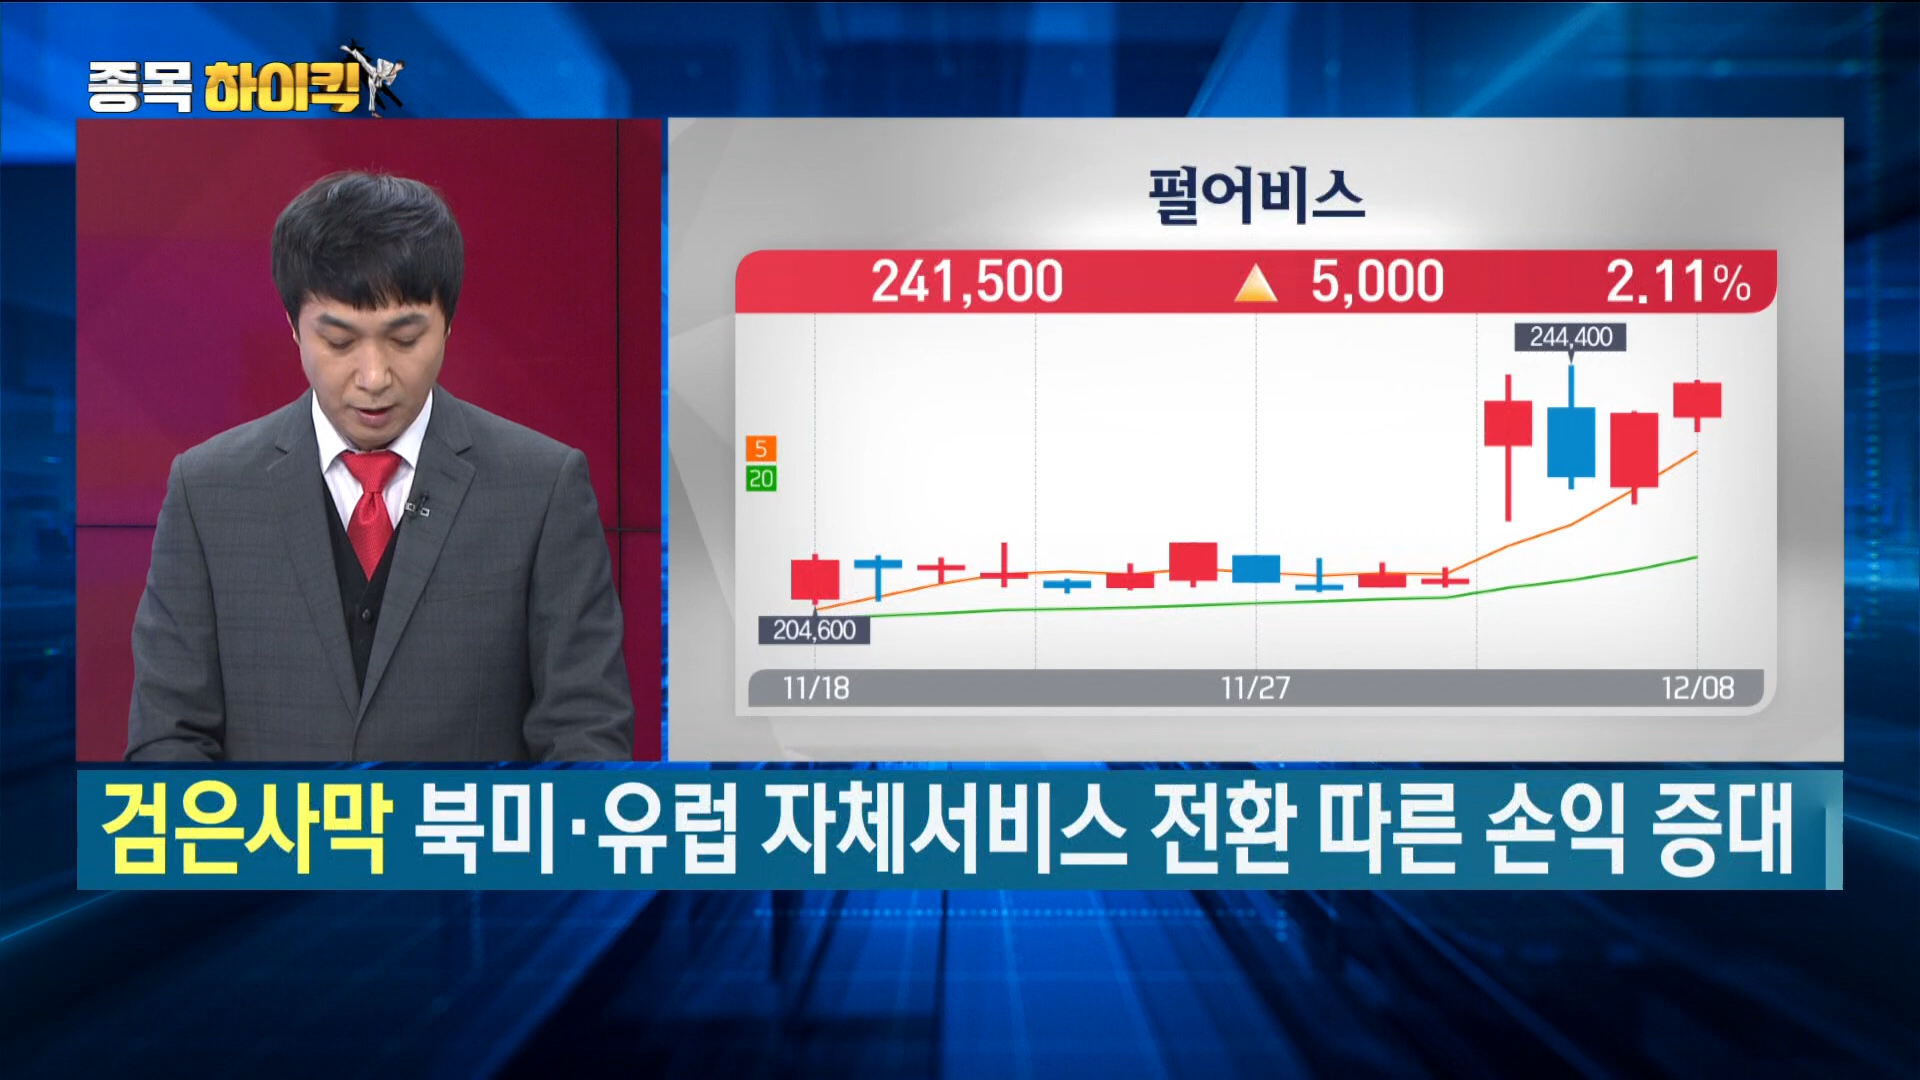 종목 하이킥
펄어비스
241,500 ▲ 5,000 2.11%
244,400
5
20
204,600
11/18 11/27 12/08
검은사막 북미·유럽 자체서비스 전환 따른 손익 증대